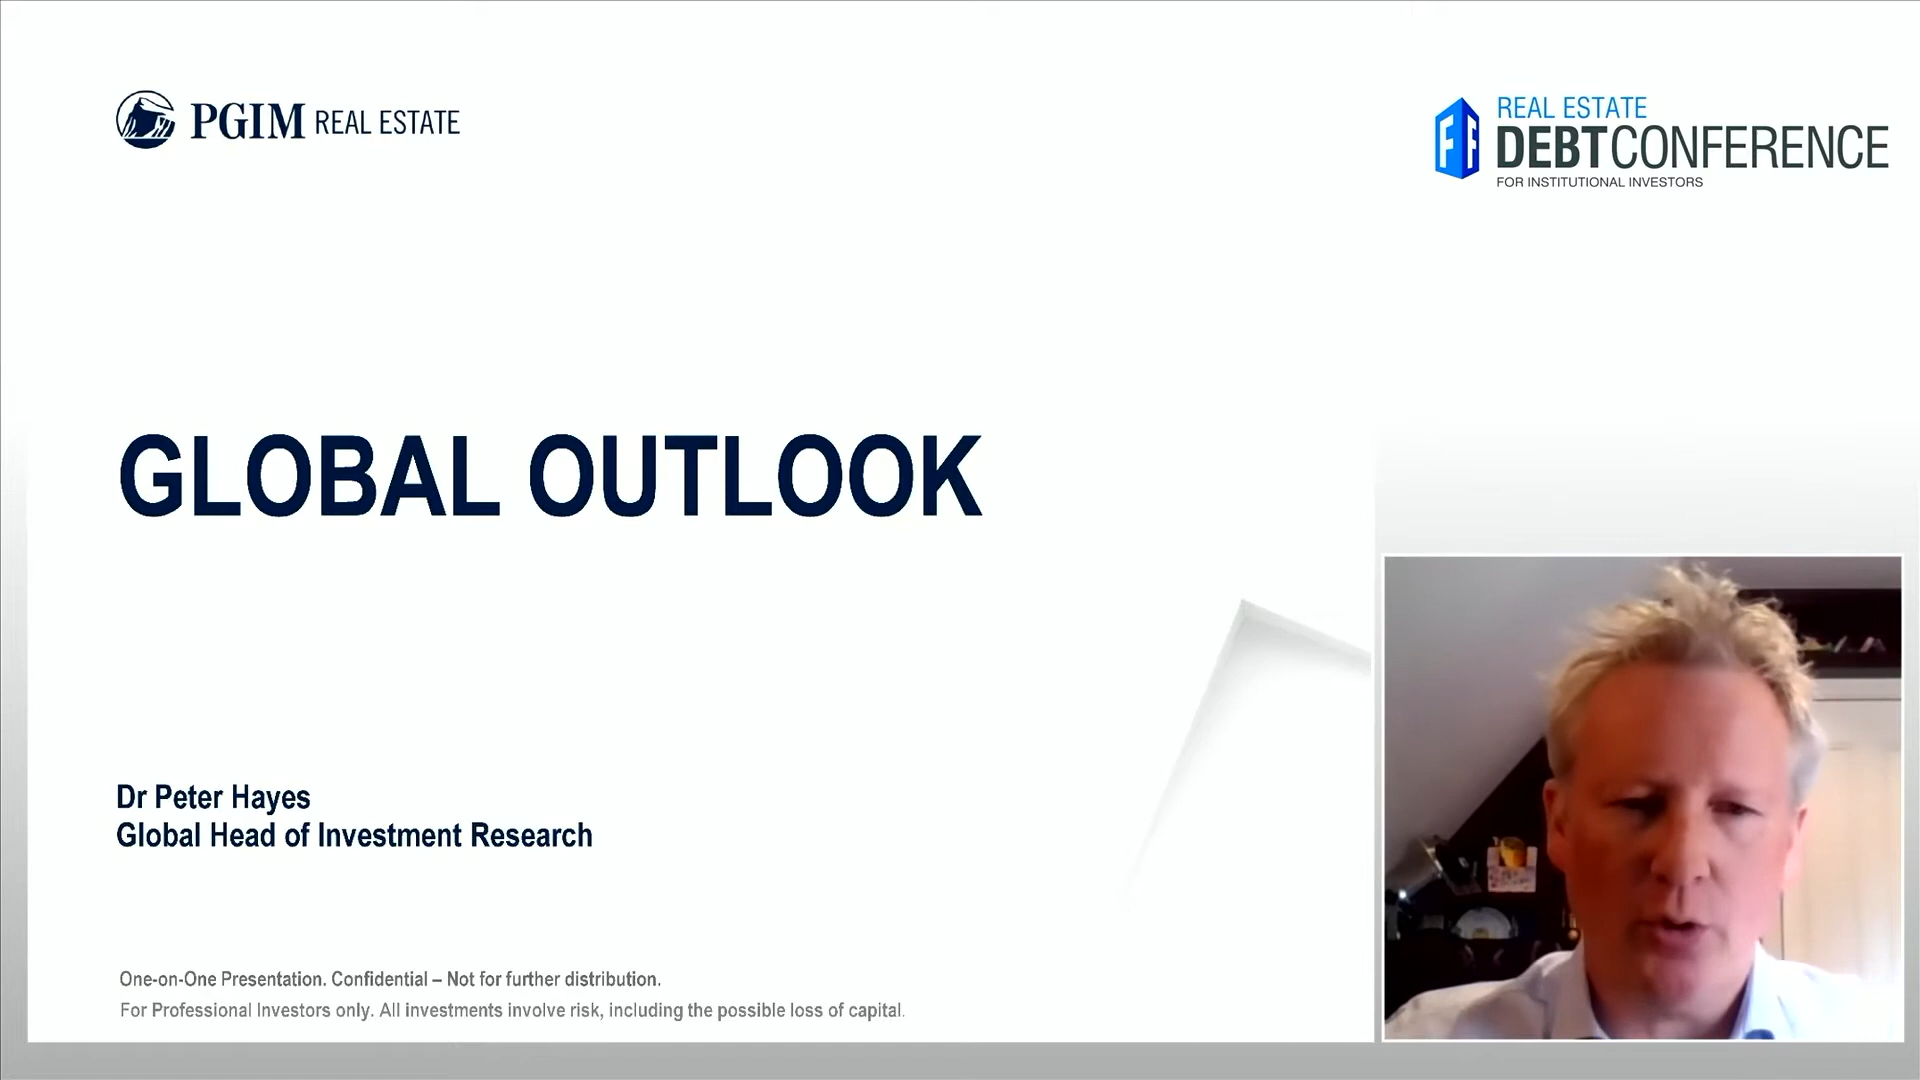 PGIM REAL ESTATE
REAL ESTATE
DEBTCONFERENCE
FOR INSTITUTIONAL INVESTORS
FF
GLOBAL OUTLOOK
Dr Peter Hayes
Global Head of Investment Research
One-on-One Presentation. Confidential – Not for further distribution.
For Professional Investors only. All investments involve risk, including the possible loss of capital.